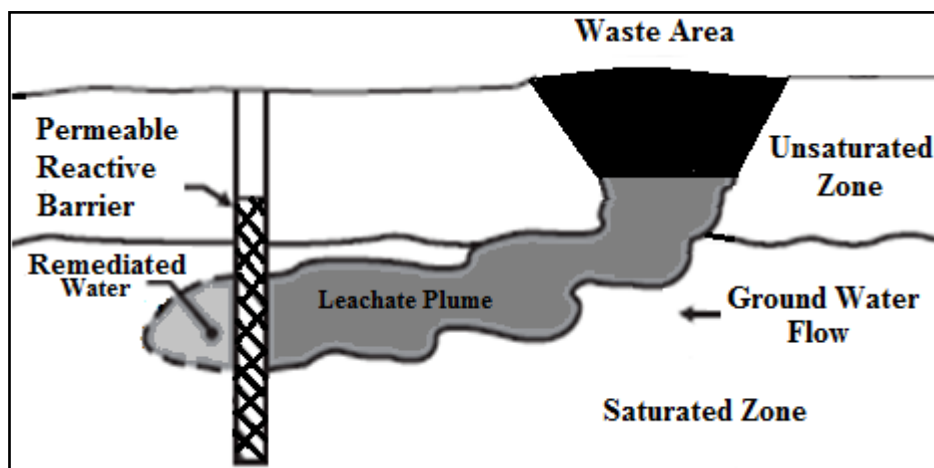 Waste Area
Permeable
Reactive
Barrier
Unsaturated
Zone
Remediated
Water
Leachate Plume
Ground Water
Flow
Saturated Zone